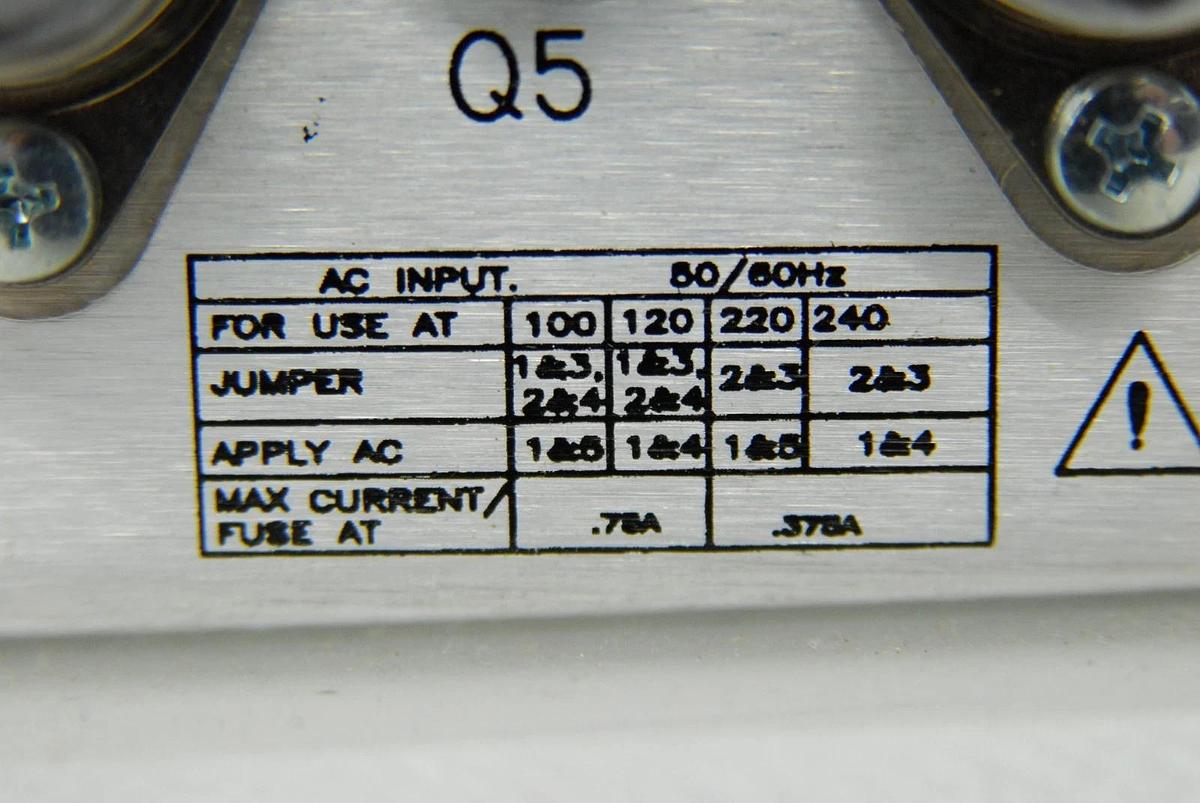 Q5
AC INPUT. 50/60Hz
FOR USE AT 100 120 220 240
JUMPER 1&3, 2&4 1&3, 2&4 2&3 2&3
APPLY AC 1&5 1&4 1&5 1&4
MAX CURRENT/
FUSE AT .75A .375A
!